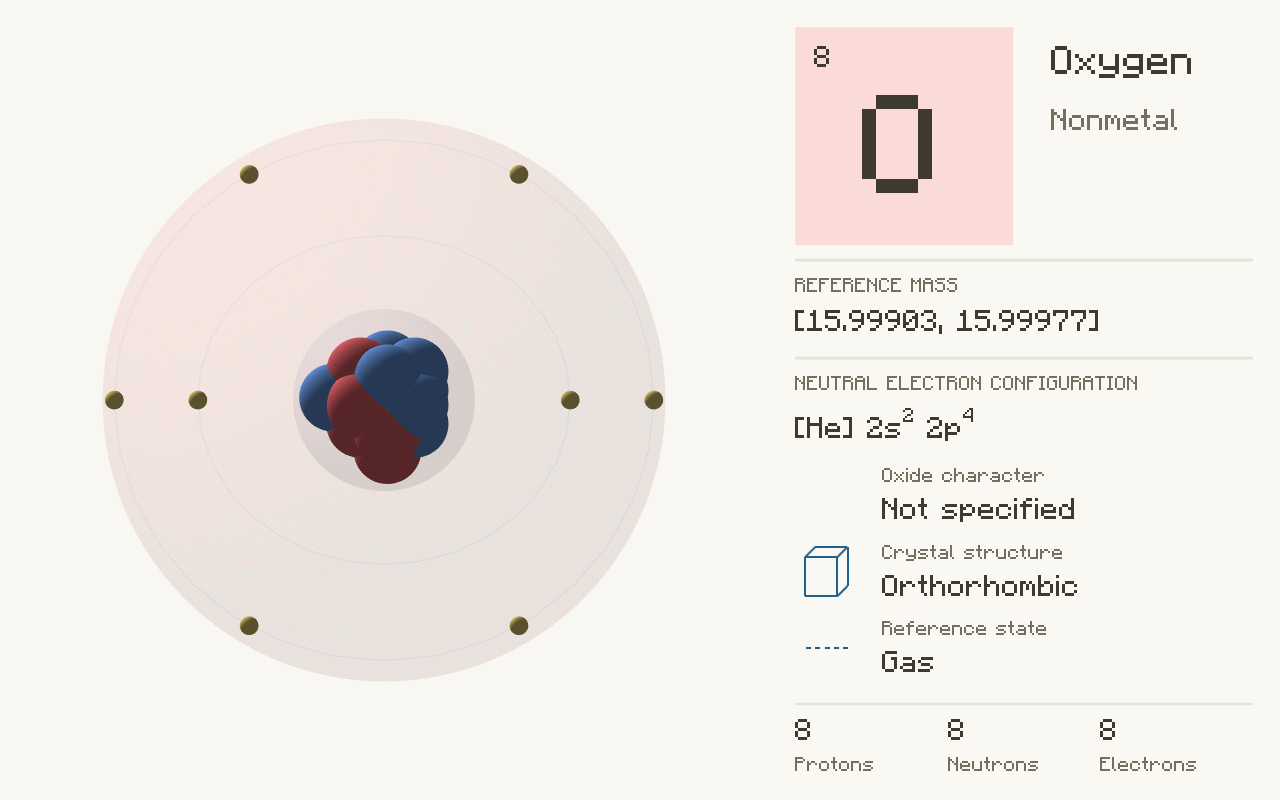 8
O
Oxygen
Nonmetal
REFERENCE MASS
[15.99903, 15.99977]
NEUTRAL ELECTRON CONFIGURATION
[He] 2s² 2p⁴
Oxide character
Not specified
Crystal structure
Orthorhombic
Reference state
Gas
8 8 8
Protons Neutrons Electrons